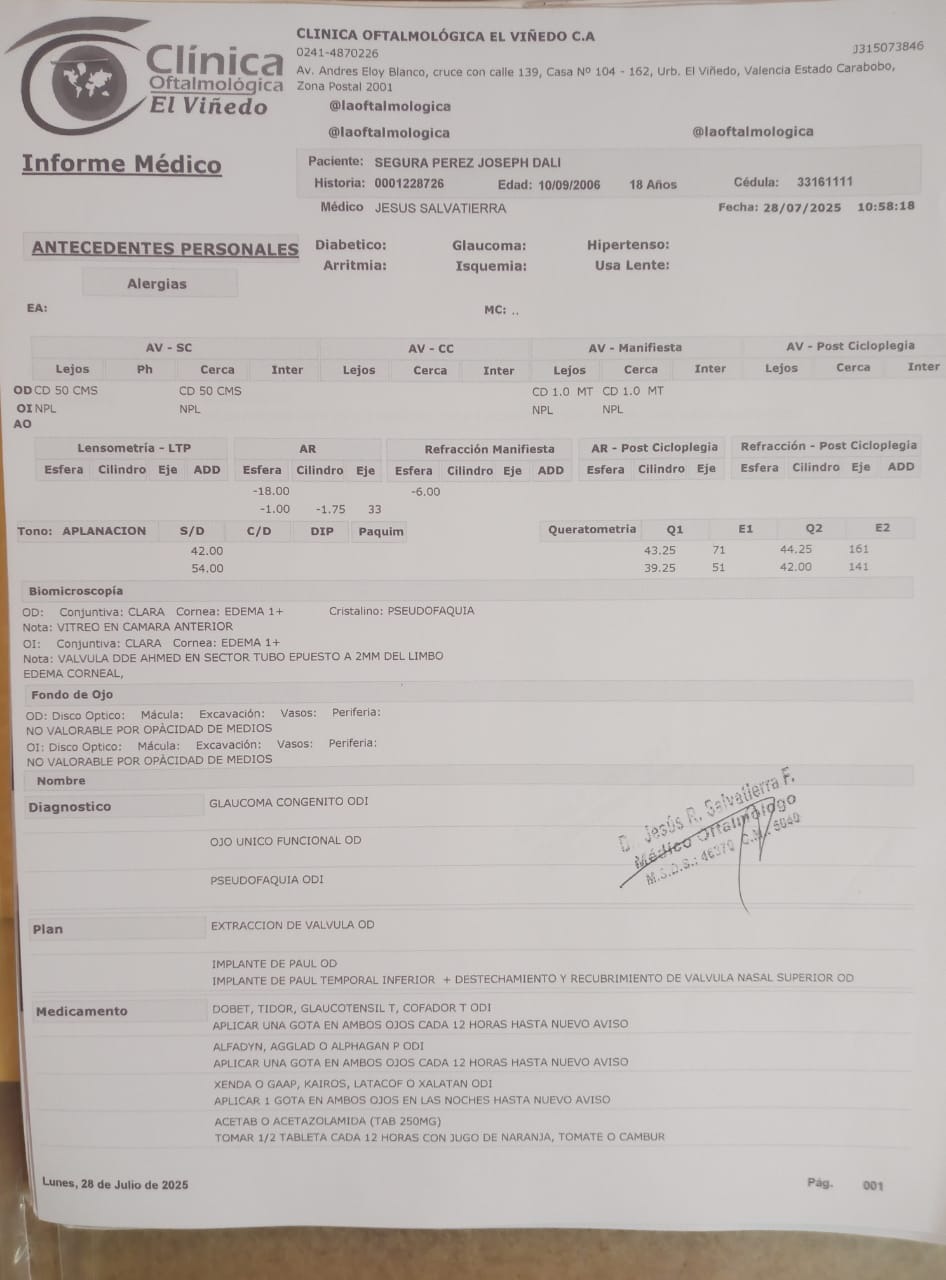 Clínica
Oftalmológica
El Viñedo
CLINICA OFTALMOLÓGICA EL VIÑEDO C.A
0241-4870226
J315073846
Av. Andres Eloy Blanco, cruce con calle 139, Casa Nº 104 - 162, Urb. El Viñedo, Valencia Estado Carabobo,
Zona Postal 2001
@laoftalmologica
@laoftalmologica @laoftalmologica
Informe Médico
Paciente: SEGURA PEREZ JOSEPH DALI
Historia: 0001228726 Edad: 10/09/2006 18 Años Cédula: 33161111
Médico JESUS SALVATIERRA Fecha: 28/07/2025 10:58:18
ANTECEDENTES PERSONALES Diabetico: Glaucoma: Hipertenso:
Arritmia: Isquemia: Usa Lente:
Alergias
EA: MC: ..
AV - SC AV - CC AV - Manifiesta AV - Post Cicloplegia
Lejos Ph Cerca Inter Lejos Cerca Inter Lejos Cerca Inter Lejos Cerca Inter
OD CD 50 CMS CD 50 CMS CD 1.0 MT CD 1.0 MT
OI NPL NPL NPL NPL
AO
Lensometría - LTP AR Refracción Manifiesta AR - Post Cicloplegia Refracción - Post Cicloplegia
Esfera Cilindro Eje ADD Esfera Cilindro Eje Esfera Cilindro Eje ADD Esfera Cilindro Eje Esfera Cilindro Eje ADD
-18.00 -6.00
-1.00 -1.75 33
Tono: APLANACION S/D C/D DIP Paquim Queratometria Q1 E1 Q2 E2
42.00 43.25 71 44.25 161
54.00 39.25 51 42.00 141
Biomicroscopía
OD: Conjuntiva: CLARA Cornea: EDEMA 1+ Cristalino: PSEUDOFAQUIA
Nota: VITREO EN CAMARA ANTERIOR
OI: Conjuntiva: CLARA Cornea: EDEMA 1+
Nota: VALVULA DDE AHMED EN SECTOR TUBO EPUESTO A 2MM DEL LIMBO
EDEMA CORNEAL,
Fondo de Ojo
OD: Disco Optico: Mácula: Excavación: Vasos: Periferia:
NO VALORABLE POR OPÀCIDAD DE MEDIOS
OI: Disco Optico: Mácula: Excavación: Vasos: Periferia:
NO VALORABLE POR OPÀCIDAD DE MEDIOS
Nombre
Diagnostico GLAUCOMA CONGENITO ODI
OJO UNICO FUNCIONAL OD
PSEUDOFAQUIA ODI
D. Jesús R. Salvatierra F.
Médico Oftalmólogo
M.S.D.S.: 46370 C.M.: 5040
Plan EXTRACCION DE VALVULA OD
IMPLANTE DE PAUL OD
IMPLANTE DE PAUL TEMPORAL INFERIOR + DESTECHAMIENTO Y RECUBRIMIENTO DE VALVULA NASAL SUPERIOR OD
Medicamento DOBET, TIDOR, GLAUCOTENSIL T, COFADOR T ODI
APLICAR UNA GOTA EN AMBOS OJOS CADA 12 HORAS HASTA NUEVO AVISO
ALFADYN, AGGLAD O ALPHAGAN P ODI
APLICAR UNA GOTA EN AMBOS OJOS CADA 12 HORAS HASTA NUEVO AVISO
XENDA O GAAP, KAIROS, LATACOF O XALATAN ODI
APLICAR 1 GOTA EN AMBOS OJOS EN LAS NOCHES HASTA NUEVO AVISO
ACETAB O ACETAZOLAMIDA (TAB 250MG)
TOMAR 1/2 TABLETA CADA 12 HORAS CON JUGO DE NARANJA, TOMATE O CAMBUR
Lunes, 28 de Julio de 2025 Pág. 001